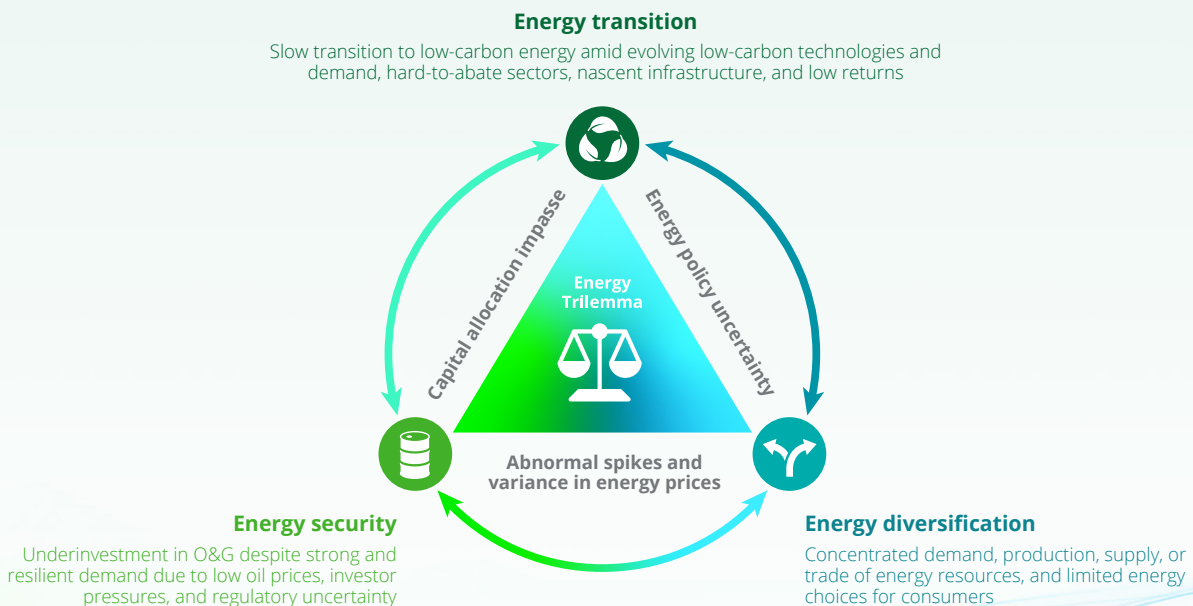 Energy transition
Slow transition to low-carbon energy amid evolving low-carbon technologies and
demand, hard-to-abate sectors, nascent infrastructure, and low returns
Capital allocation impasse
Energy policy uncertainty
Energy
Trilemma
Abnormal spikes and
variance in energy prices
Energy security
Underinvestment in O&G despite strong and
resilient demand due to low oil prices, investor
pressures, and regulatory uncertainty
Energy diversification
Concentrated demand, production, supply, or
trade of energy resources, and limited energy
choices for consumers